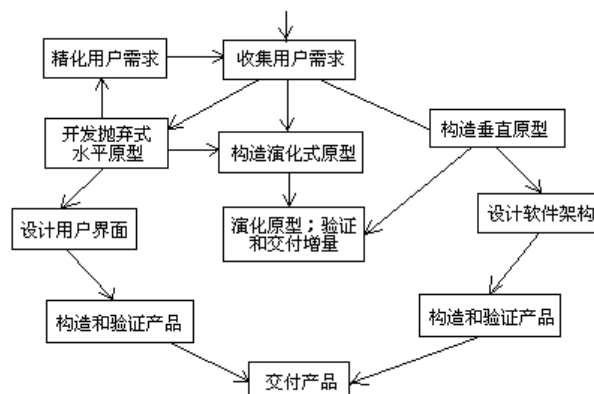 精化用户需求
收集用户需求
开发抛弃式
水平原型
构造演化式原型
构造垂直原型
设计用户界面
演化原型；验证
和交付增量
设计软件架构
构造和验证产品
构造和验证产品
交付产品